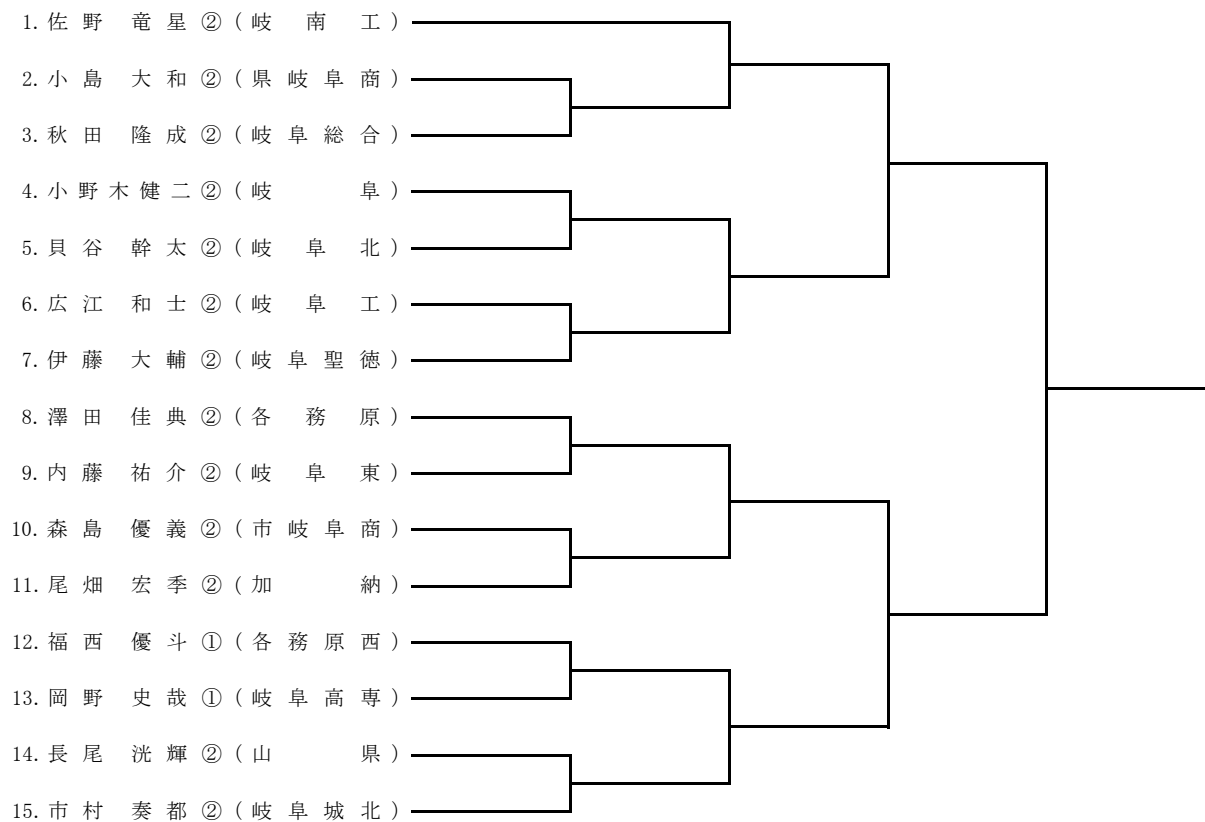 1. 佐野 竜星②(岐南工)
2. 小島 大和②(県岐阜商)
3. 秋田 隆成②(岐阜総合)
4. 小野木健二②(岐阜)
5. 貝谷 幹太②(岐阜北)
6. 広江 和士②(岐阜工)
7. 伊藤 大輔②(岐阜聖徳)
8. 澤田 佳典②(各務原)
9. 内藤 祐介②(岐阜東)
10. 森島 優義②(市岐阜商)
11. 尾畑 宏季②(加納)
12. 福西 優斗①(各務原西)
13. 岡野 史哉①(岐阜高専)
14. 長尾 洸輝②(山県)
15. 市村 奏都②(岐阜城北)